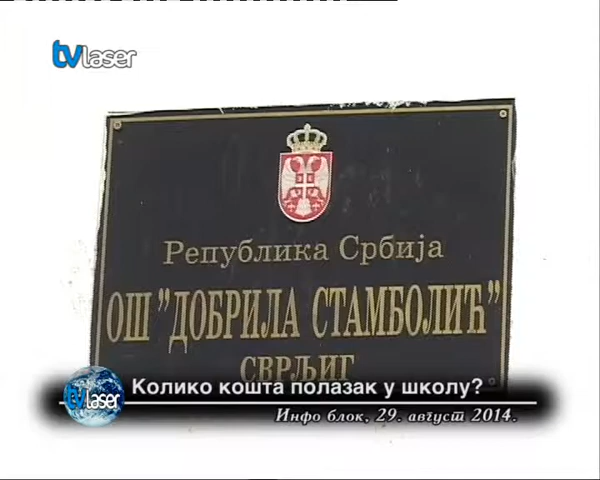 tvlaser
Република Србија
ОШ "ДОБРИЛА СТАМБОЛИЋ"
СВРЉИГ
Колико кошта полазак у школу?
tvlaser
Инфо блок, 29. август 2014.